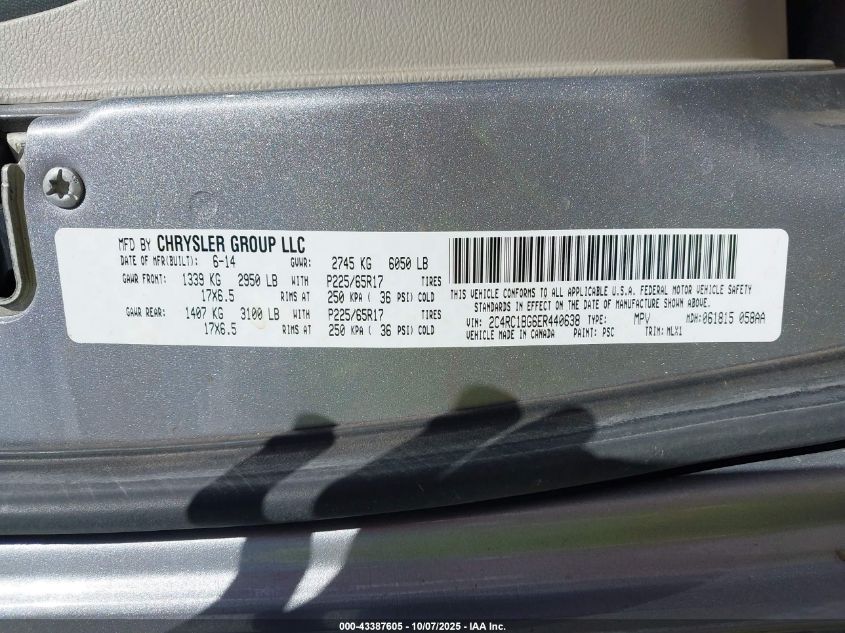 MFD BY CHRYSLER GROUP LLC
DATE OF MFR(BUILT): 6-14 GVWR: 2745 KG 6050 LB
GAWR FRONT: 1339 KG 2950 LB WITH P225/65R17 TIRES
17X6.5 RIMS AT 250 KPA ( 36 PSI) COLD
GAWR REAR: 1407 KG 3100 LB WITH P225/65R17 TIRES
17X6.5 RIMS AT 250 KPA ( 36 PSI) COLD
THIS VEHICLE CONFORMS TO ALL APPLICABLE U.S.A. FEDERAL MOTOR VEHICLE SAFETY
STANDARDS IN EFFECT ON THE DATE OF MANUFACTURE SHOWN ABOVE.
VIN: 2C4RC1BG6ER440638 TYPE: MPV MDH:061815 058AA
VEHICLE MADE IN CANADA PAINT: PSC TRIM: MLX1
000-43387605 - 10/07/2025 - IAA Inc.